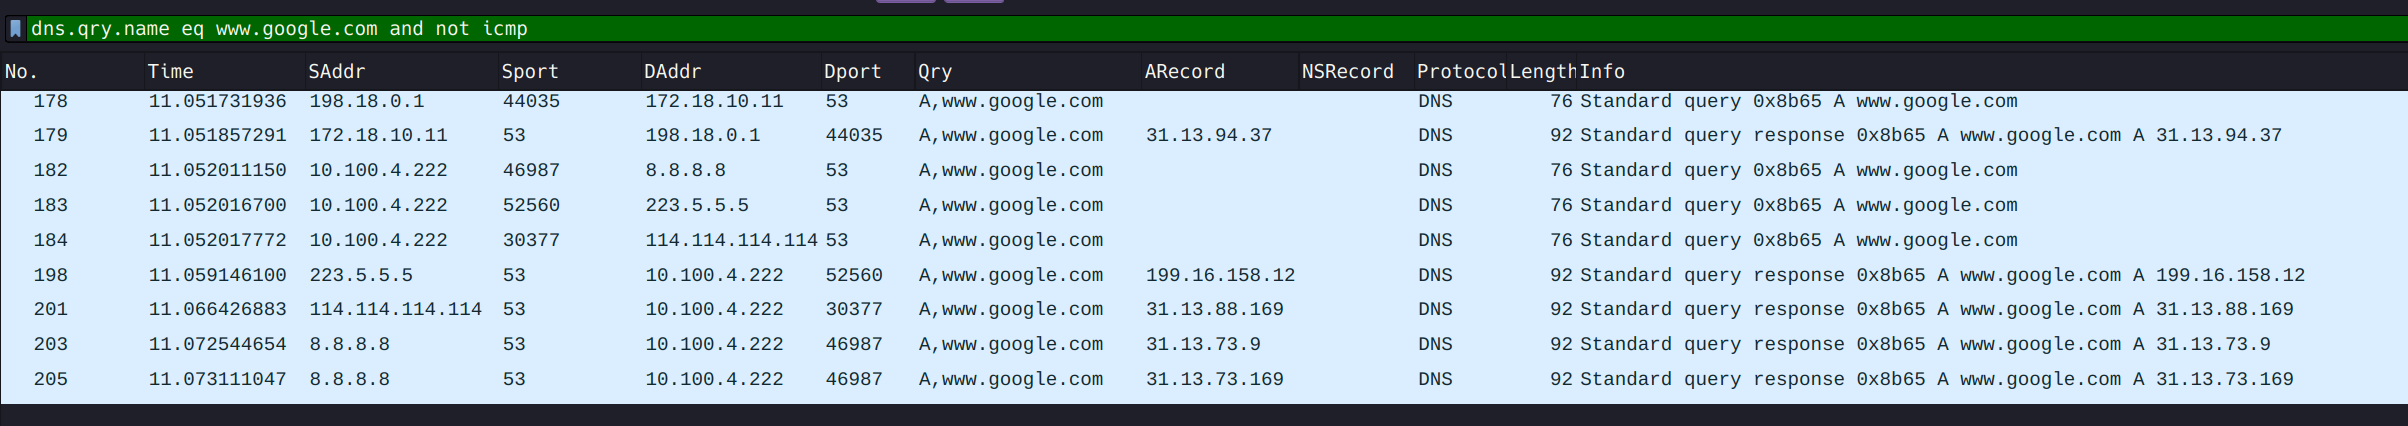 dns.qry.name eq www.google.com and not icmp
No. Time SAddr Sport DAddr Dport Qry ARecord NSRecord Protocol Length Info
178 11.051731936 198.18.0.1 44035 172.18.10.11 53 A,www.google.com DNS 76 Standard query 0x8b65 A www.google.com
179 11.051857291 172.18.10.11 53 198.18.0.1 44035 A,www.google.com 31.13.94.37 DNS 92 Standard query response 0x8b65 A www.google.com A 31.13.94.37
182 11.052011150 10.100.4.222 46987 8.8.8.8 53 A,www.google.com DNS 76 Standard query 0x8b65 A www.google.com
183 11.052016700 10.100.4.222 52560 223.5.5.5 53 A,www.google.com DNS 76 Standard query 0x8b65 A www.google.com
184 11.052017772 10.100.4.222 30377 114.114.114.114 53 A,www.google.com DNS 76 Standard query 0x8b65 A www.google.com
198 11.059146100 223.5.5.5 53 10.100.4.222 52560 A,www.google.com 199.16.158.12 DNS 92 Standard query response 0x8b65 A www.google.com A 199.16.158.12
201 11.066426883 114.114.114.114 53 10.100.4.222 30377 A,www.google.com 31.13.88.169 DNS 92 Standard query response 0x8b65 A www.google.com A 31.13.88.169
203 11.072544654 8.8.8.8 53 10.100.4.222 46987 A,www.google.com 31.13.73.9 DNS 92 Standard query response 0x8b65 A www.google.com A 31.13.73.9
205 11.073111047 8.8.8.8 53 10.100.4.222 46987 A,www.google.com 31.13.73.169 DNS 92 Standard query response 0x8b65 A www.google.com A 31.13.73.169